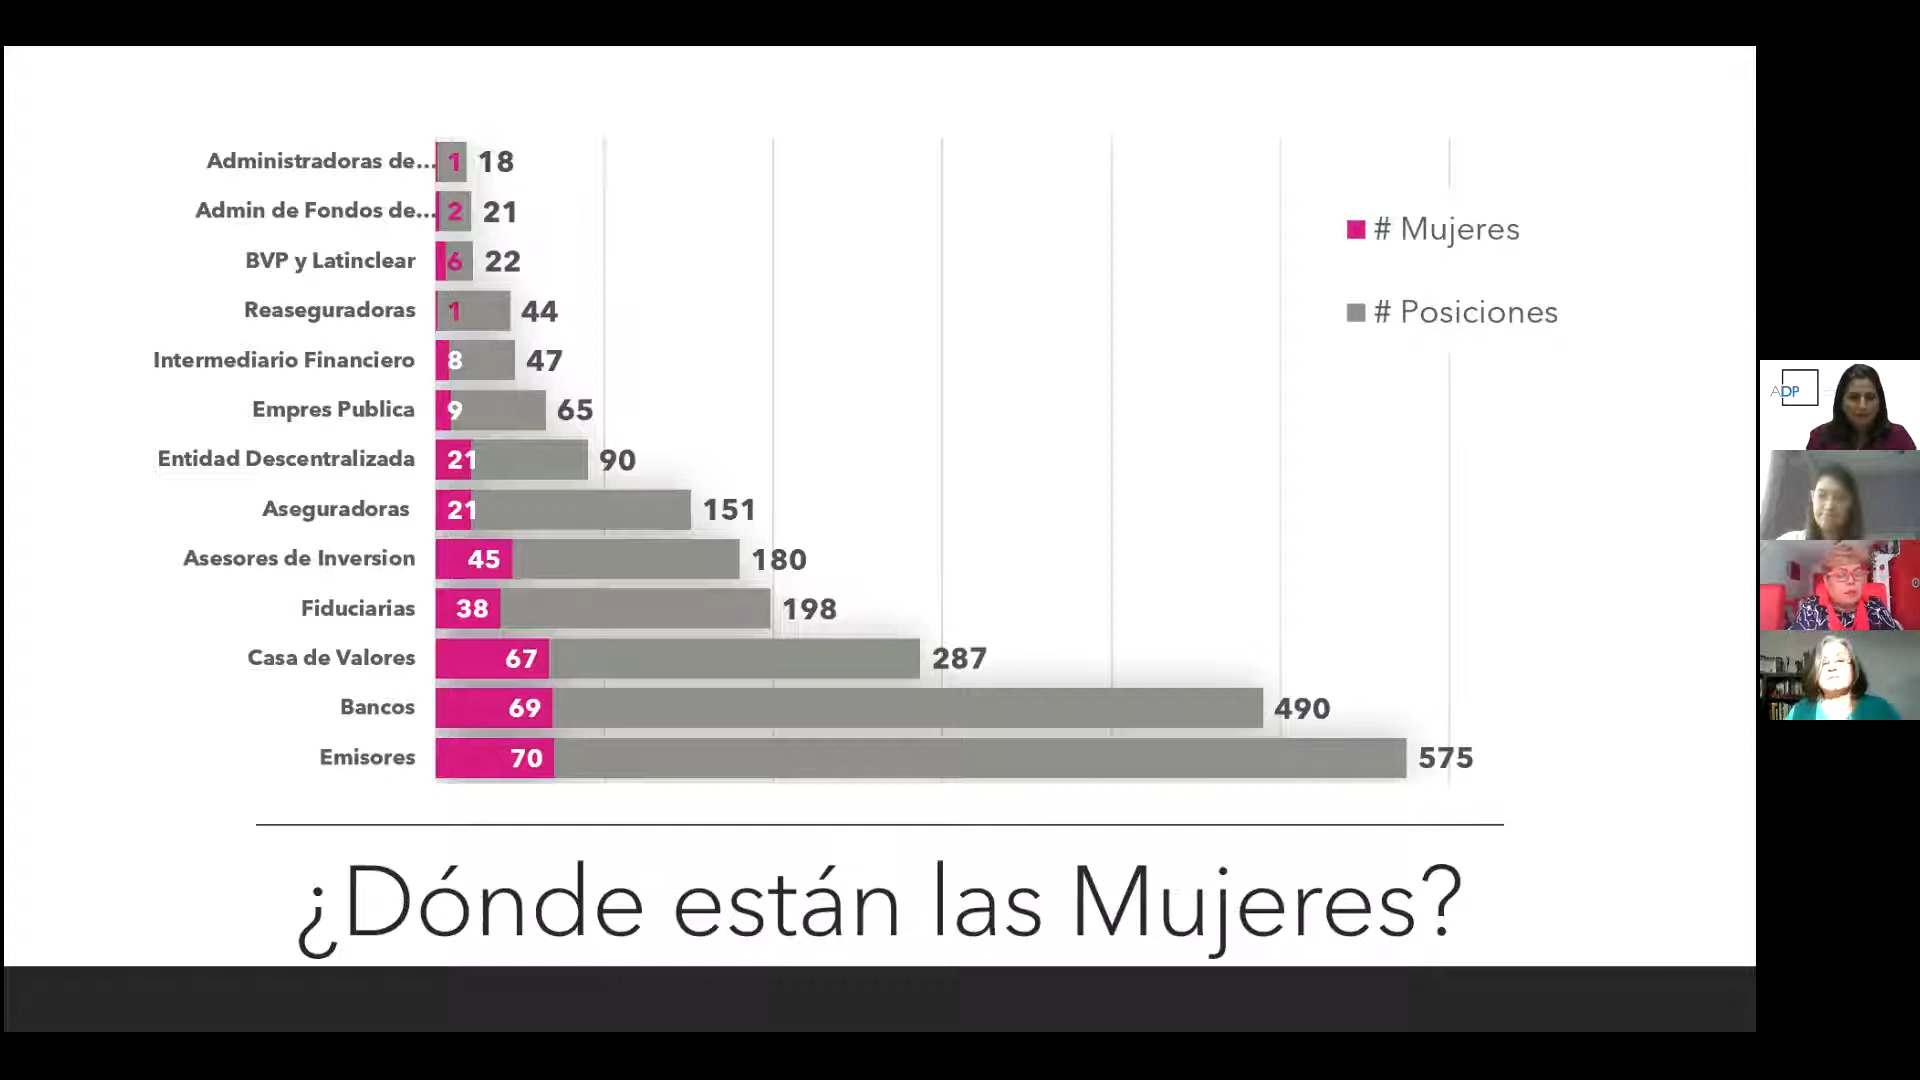 Administradoras de... 1 18
Admin de Fondos de... 2 21
BVP y Latinclear 6 22
Reaseguradoras 1 44
Intermediario Financiero 8 47
Empres Publica 9 65
Entidad Descentralizada 21 90
Aseguradoras 21 151
Asesores de Inversion 45 180
Fiduciarias 38 198
Casa de Valores 67 287
Bancos 69 490
Emisores 70 575
# Mujeres
# Posiciones
¿Dónde están las Mujeres?
ADP